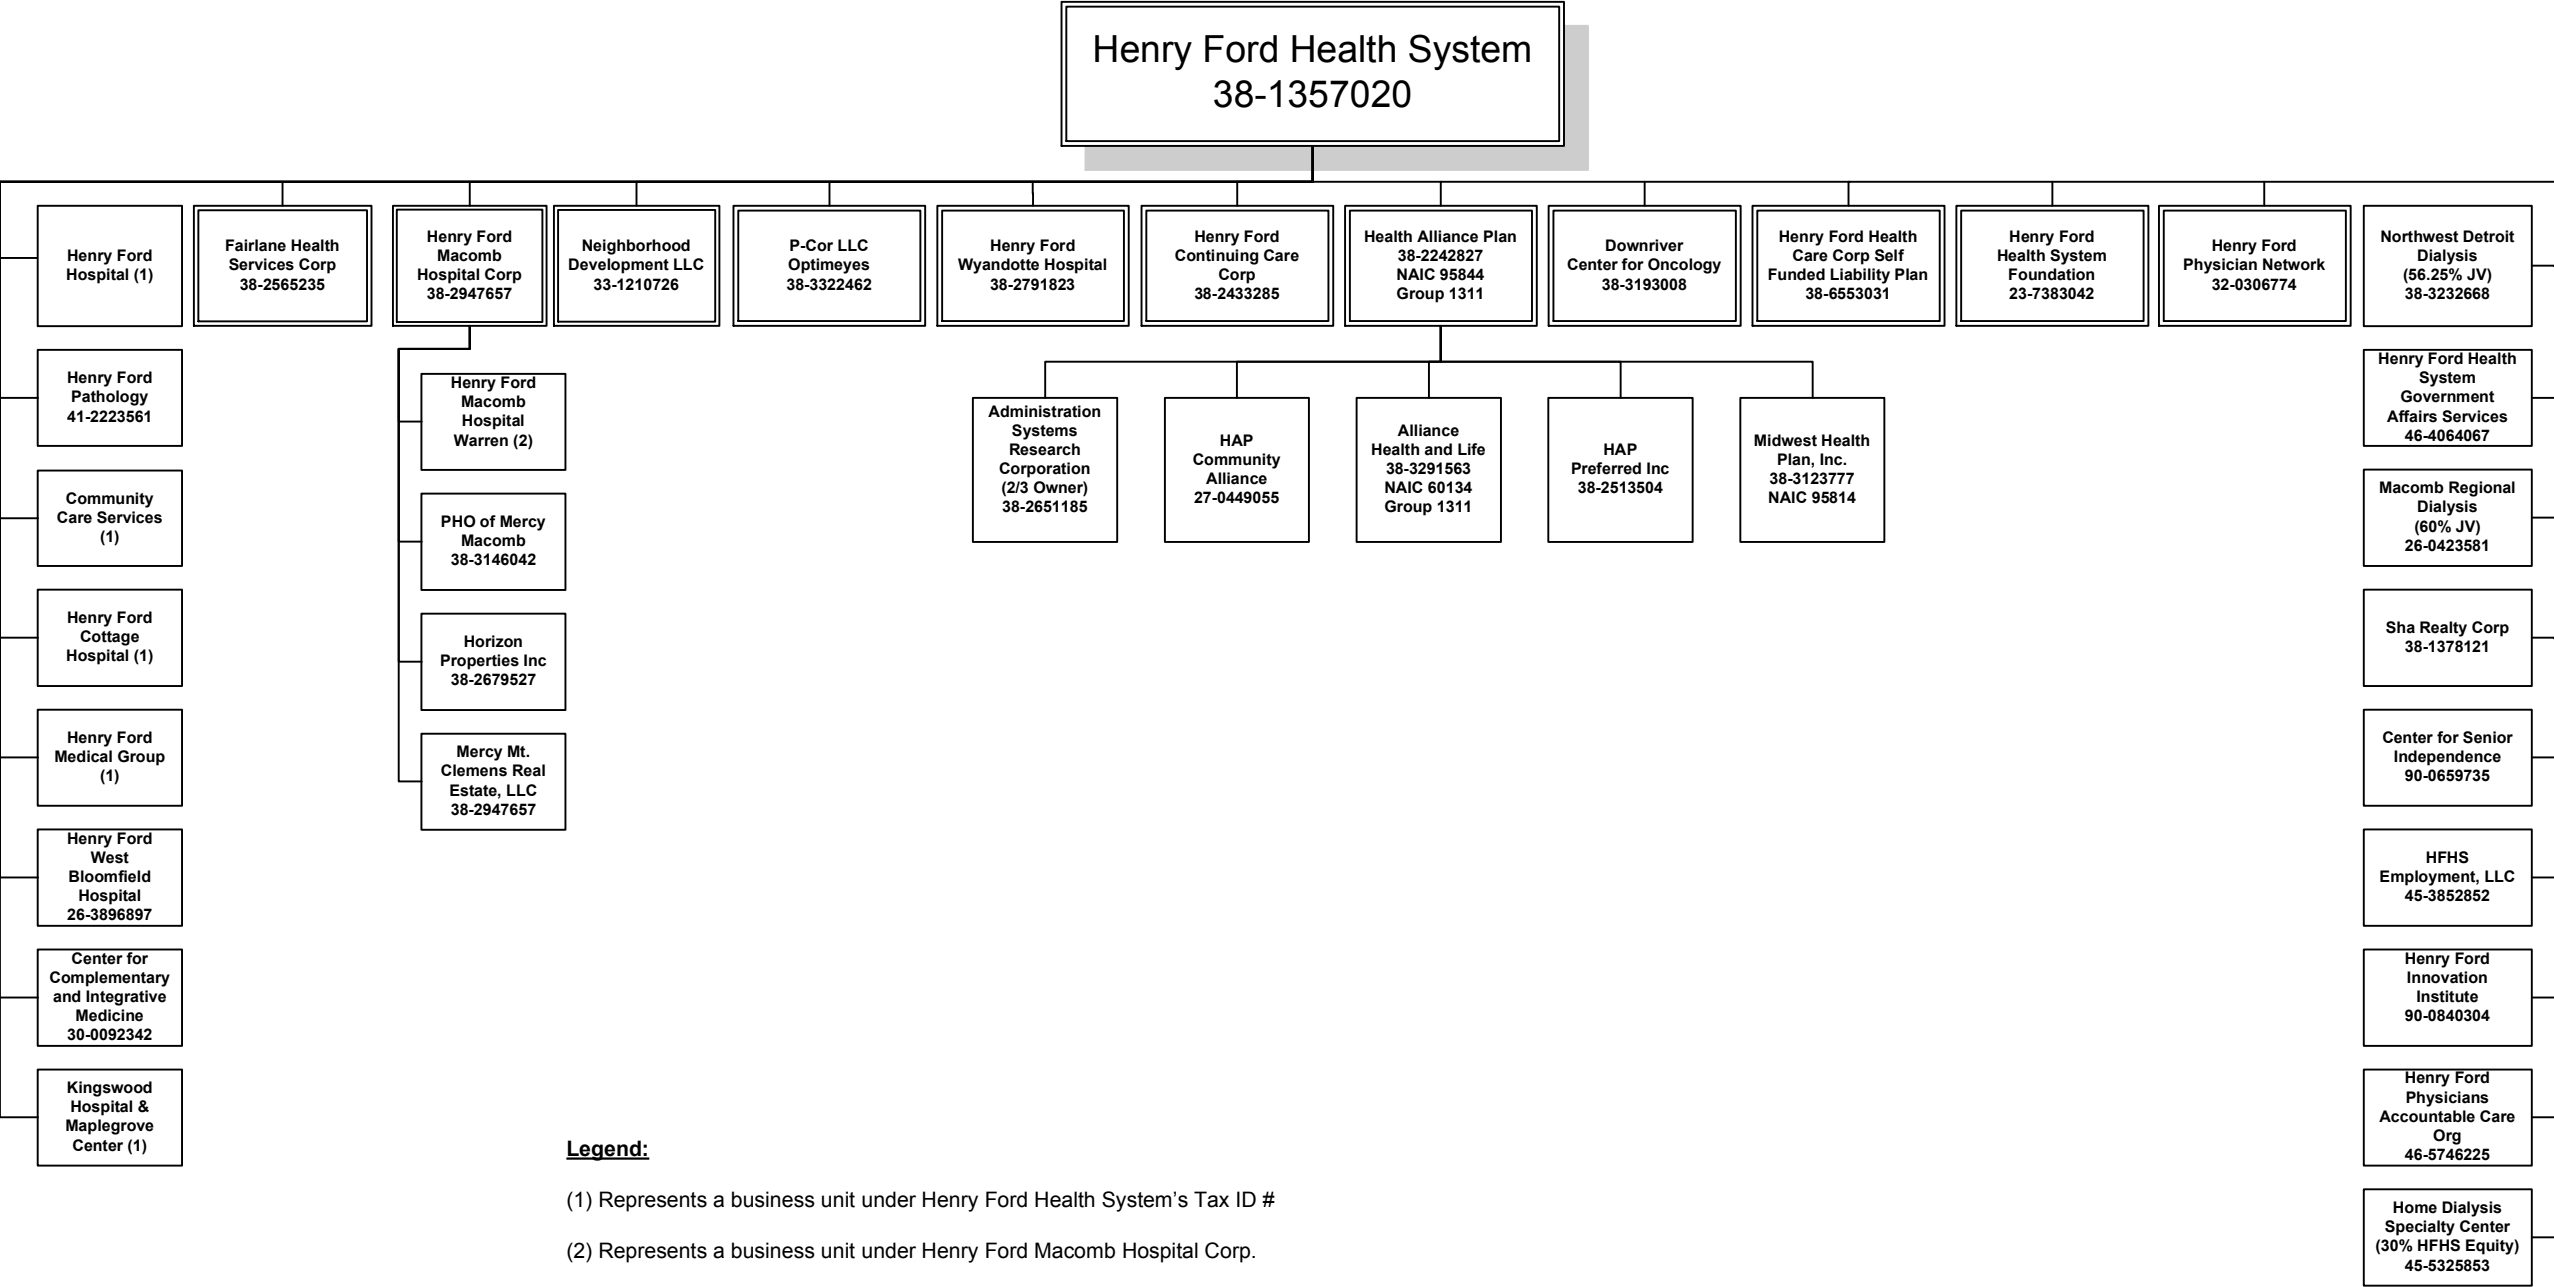 Henry Ford Health System
38-1357020
Henry Ford
Hospital (1)
Fairlane Health
Services Corp
38-2565235
Henry Ford
Macomb
Hospital Corp
38-2947657
Neighborhood
Development LLC
33-1210726
P-Cor LLC
Optimeyes
38-3322462
Henry Ford
Wyandotte Hospital
38-2791823
Henry Ford
Continuing Care
Corp
38-2433285
Health Alliance Plan
38-2242827
NAIC 95844
Group 1311
Downriver
Center for Oncology
38-3193008
Henry Ford Health
Care Corp Self
Funded Liability Plan
38-6553031
Henry Ford
Health System
Foundation
23-7383042
Henry Ford
Physician Network
32-0306774
Northwest Detroit
Dialysis
(56.25% JV)
38-3232668
Henry Ford
Pathology
41-2223561
Community
Care Services
(1)
Henry Ford
Cottage
Hospital (1)
Henry Ford
Medical Group
(1)
Henry Ford
West
Bloomfield
Hospital
26-3896897
Center for
Complementary
and Integrative
Medicine
30-0092342
Kingswood
Hospital &
Maplegrove
Center (1)
Henry Ford
Macomb
Hospital
Warren (2)
PHO of Mercy
Macomb
38-3146042
Horizon
Properties Inc
38-2679527
Mercy Mt.
Clemens Real
Estate, LLC
38-2947657
Administration
Systems
Research
Corporation
(2/3 Owner)
38-2651185
HAP
Community
Alliance
27-0449055
Alliance
Health and Life
38-3291563
NAIC 60134
Group 1311
HAP
Preferred Inc
38-2513504
Midwest Health
Plan, Inc.
38-3123777
NAIC 95814
Henry Ford Health
System
Government
Affairs Services
46-4064067
Macomb Regional
Dialysis
(60% JV)
26-0423581
Sha Realty Corp
38-1378121
Center for Senior
Independence
90-0659735
HFHS
Employment, LLC
45-3852852
Henry Ford
Innovation
Institute
90-0840304
Henry Ford
Physicians
Accountable Care
Org
46-5746225
Home Dialysis
Specialty Center
(30% HFHS Equity)
45-5325853
Legend:
(1) Represents a business unit under Henry Ford Health System’s Tax ID #
(2) Represents a business unit under Henry Ford Macomb Hospital Corp.